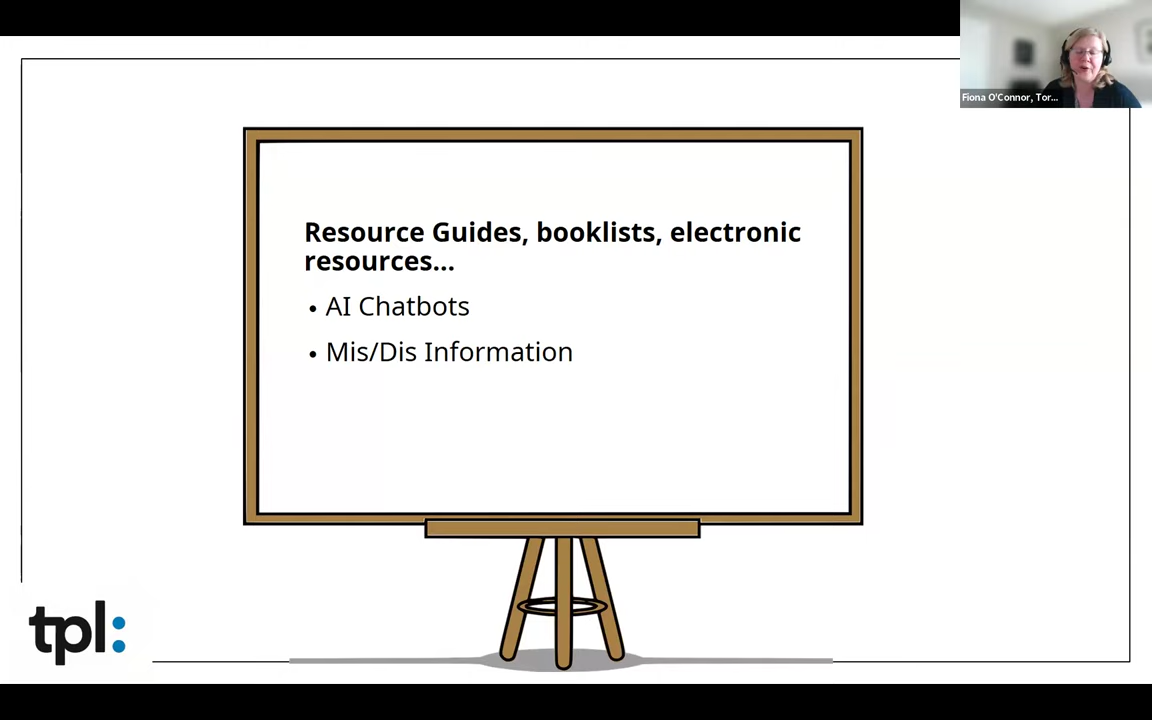 Fiona O'Connor, Tor...
Resource Guides, booklists, electronic
resources...
• AI Chatbots
• Mis/Dis Information
tpl: